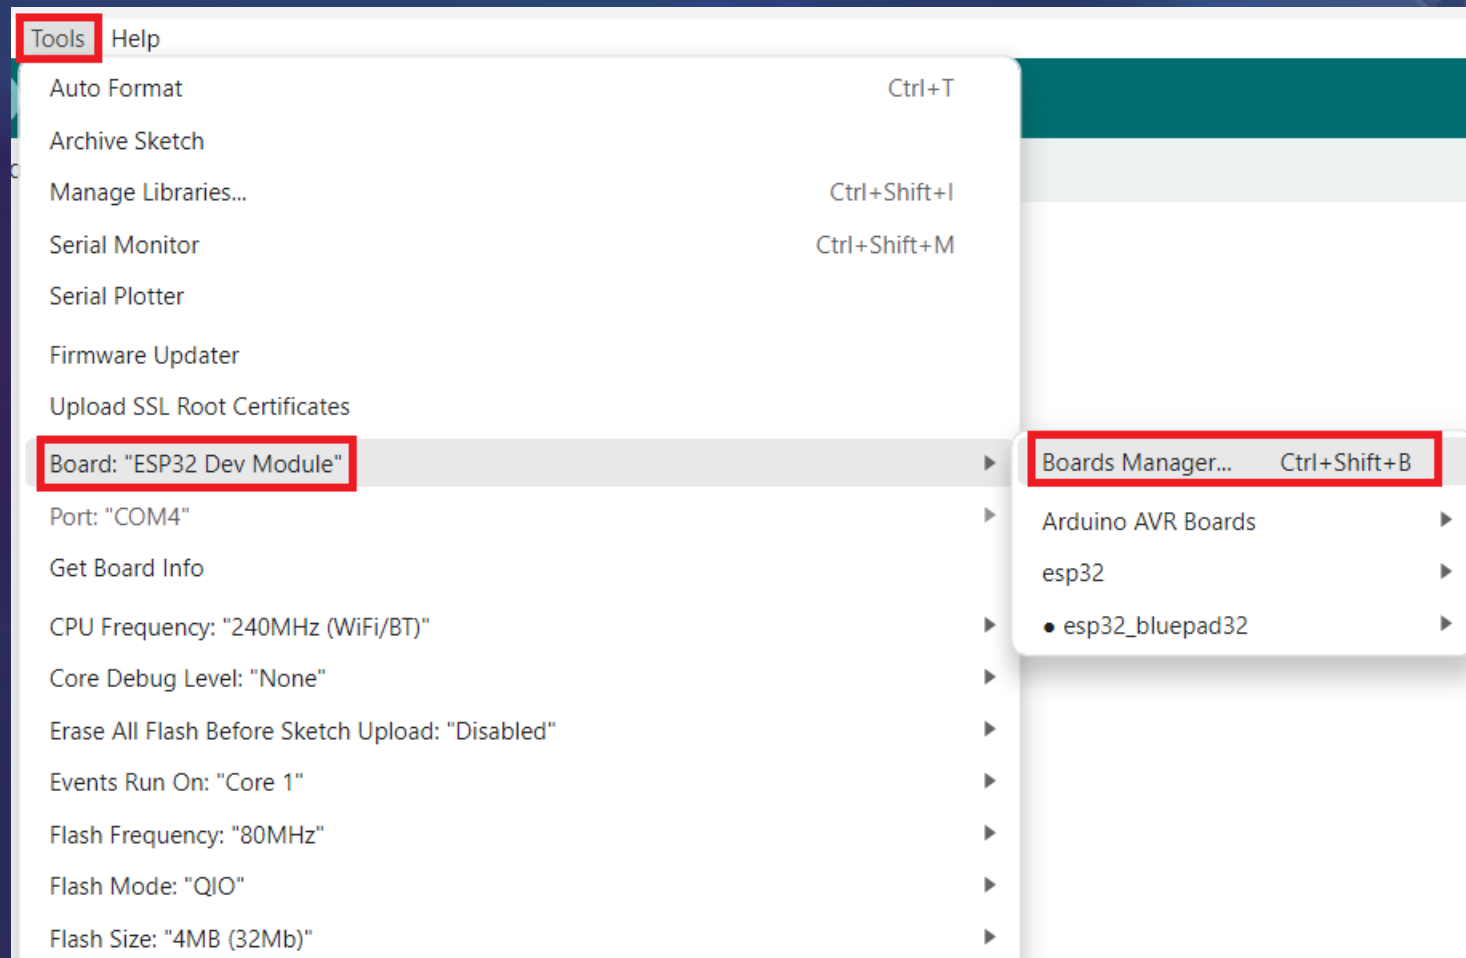 Tools Help
Auto Format Ctrl+T
Archive Sketch
Manage Libraries... Ctrl+Shift+I
Serial Monitor Ctrl+Shift+M
Serial Plotter
Firmware Updater
Upload SSL Root Certificates
Board: "ESP32 Dev Module"
Port: "COM4"
Get Board Info
CPU Frequency: "240MHz (WiFi/BT)"
Core Debug Level: "None"
Erase All Flash Before Sketch Upload: "Disabled"
Events Run On: "Core 1"
Flash Frequency: "80MHz"
Flash Mode: "QIO"
Flash Size: "4MB (32Mb)"
Boards Manager... Ctrl+Shift+B
Arduino AVR Boards
esp32
● esp32_bluepad32